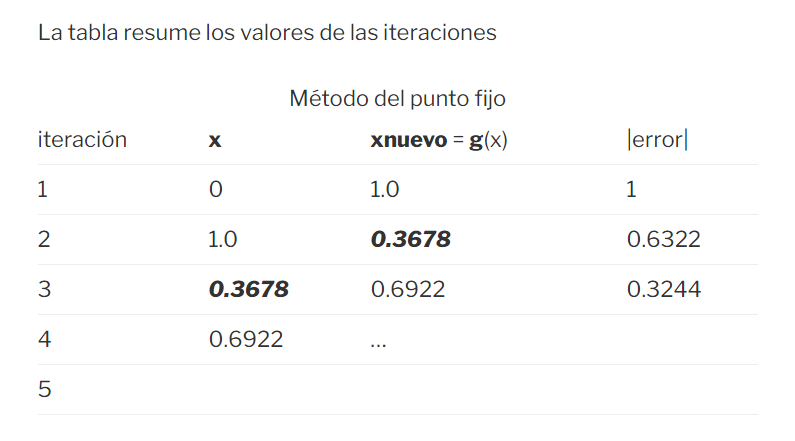 La tabla resume los valores de las iteraciones
Método del punto fijo
iteración x xnuevo = g(x) |error|
1 0 1.0 1
2 1.0 0.3678 0.6322
3 0.3678 0.6922 0.3244
4 0.6922 ...
5